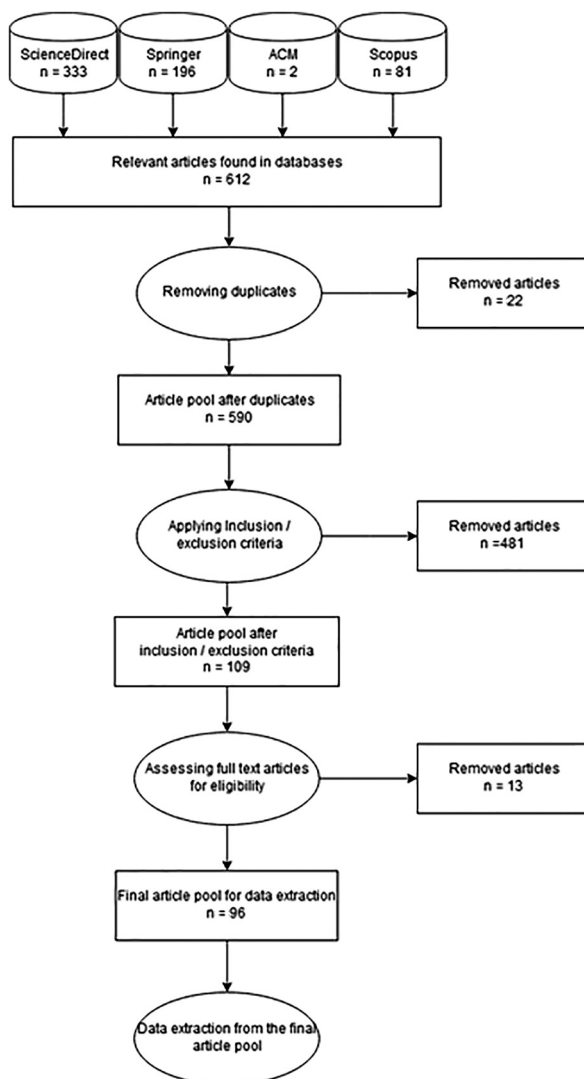 ScienceDirect
n = 333
Springer
n = 196
ACM
n = 2
Scopus
n = 81
Relevant articles found in databases
n = 612
Removing duplicates
Removed articles
n = 22
Article pool after duplicates
n = 590
Applying Inclusion /
exclusion criteria
Removed articles
n =481
Article pool after
inclusion / exclusion criteria
n = 109
Assessing full text articles
for eligibility
Removed articles
n = 13
Final article pool for data extraction
n = 96
Data extraction from the final
article pool